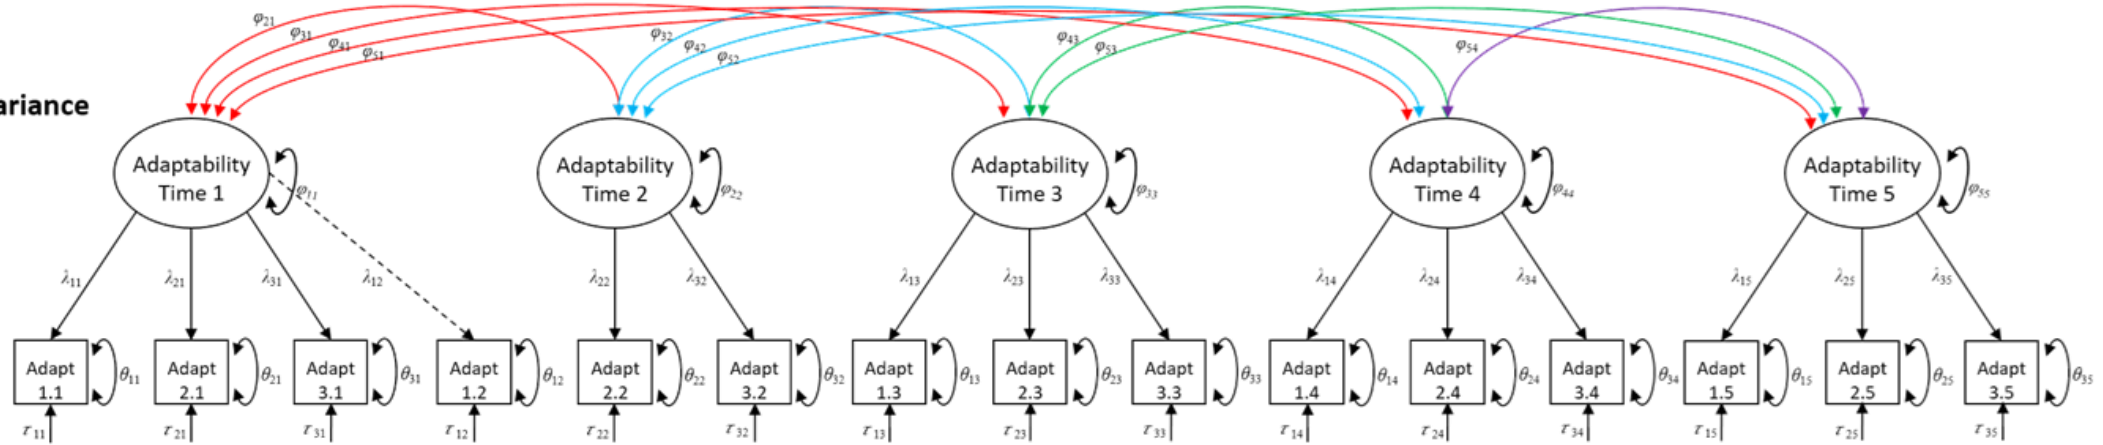 φ21
φ31
φ41
φ51
φ32
φ42
φ52
φ43
φ53
φ54
ariance
Adaptability
Time 1
φ11
Adaptability
Time 2
φ22
Adaptability
Time 3
φ33
Adaptability
Time 4
φ44
Adaptability
Time 5
φ55
λ11 λ21 λ31 λ12 λ22 λ32 λ13 λ23 λ33 λ14 λ24 λ34 λ15 λ25 λ35
Adapt
1.1
θ11
Adapt
2.1
θ21
Adapt
3.1
θ31
Adapt
1.2
θ12
Adapt
2.2
θ22
Adapt
3.2
θ32
Adapt
1.3
θ13
Adapt
2.3
θ23
Adapt
3.3
θ33
Adapt
1.4
θ14
Adapt
2.4
θ24
Adapt
3.4
θ34
Adapt
1.5
θ15
Adapt
2.5
θ25
Adapt
3.5
θ35
τ11 τ21 τ31 τ12 τ22 τ32 τ13 τ23 τ33 τ14 τ24 τ34 τ15 τ25 τ35